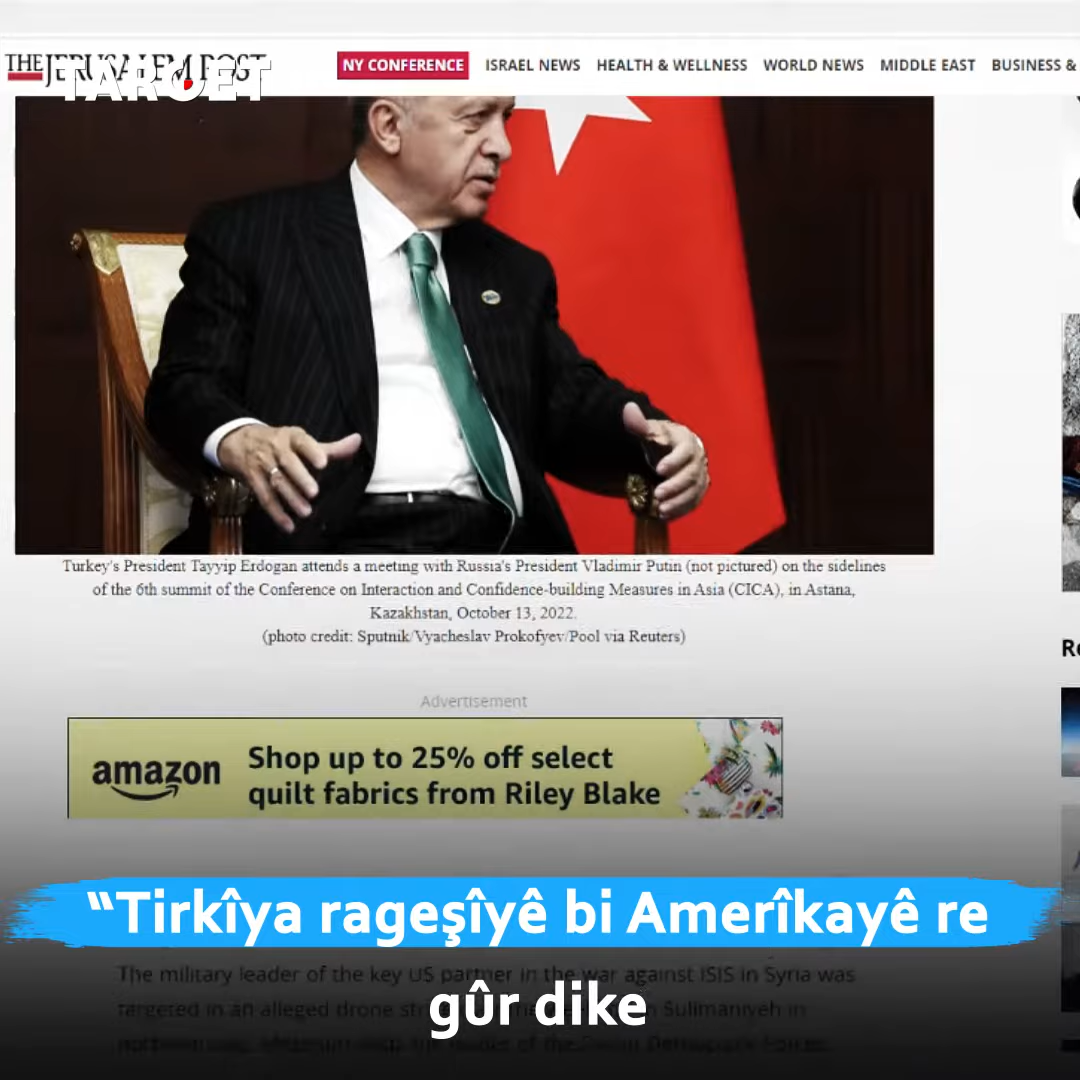 THE JERUSALEM POST
TARGET
NY CONFERENCE ISRAEL NEWS HEALTH & WELLNESS WORLD NEWS MIDDLE EAST BUSINESS &
Turkey's President Tayyip Erdogan attends a meeting with Russia's President Vladimir Putin (not pictured) on the sidelines
of the 6th summit of the Conference on Interaction and Confidence-building Measures in Asia (CICA), in Astana,
Kazakhstan, October 13, 2022.
(photo credit: Sputnik/Vyacheslav Prokofyev/Pool via Reuters)
Advertisement
amazon
Shop up to 25% off select
quilt fabrics from Riley Blake
“Tirkîya rageşîyê bi Amerîkayê re
gûr dike
The military leader of the key US partner in the war against ISIS in Syria was
targeted in an alleged drone Sulimaniyeh in